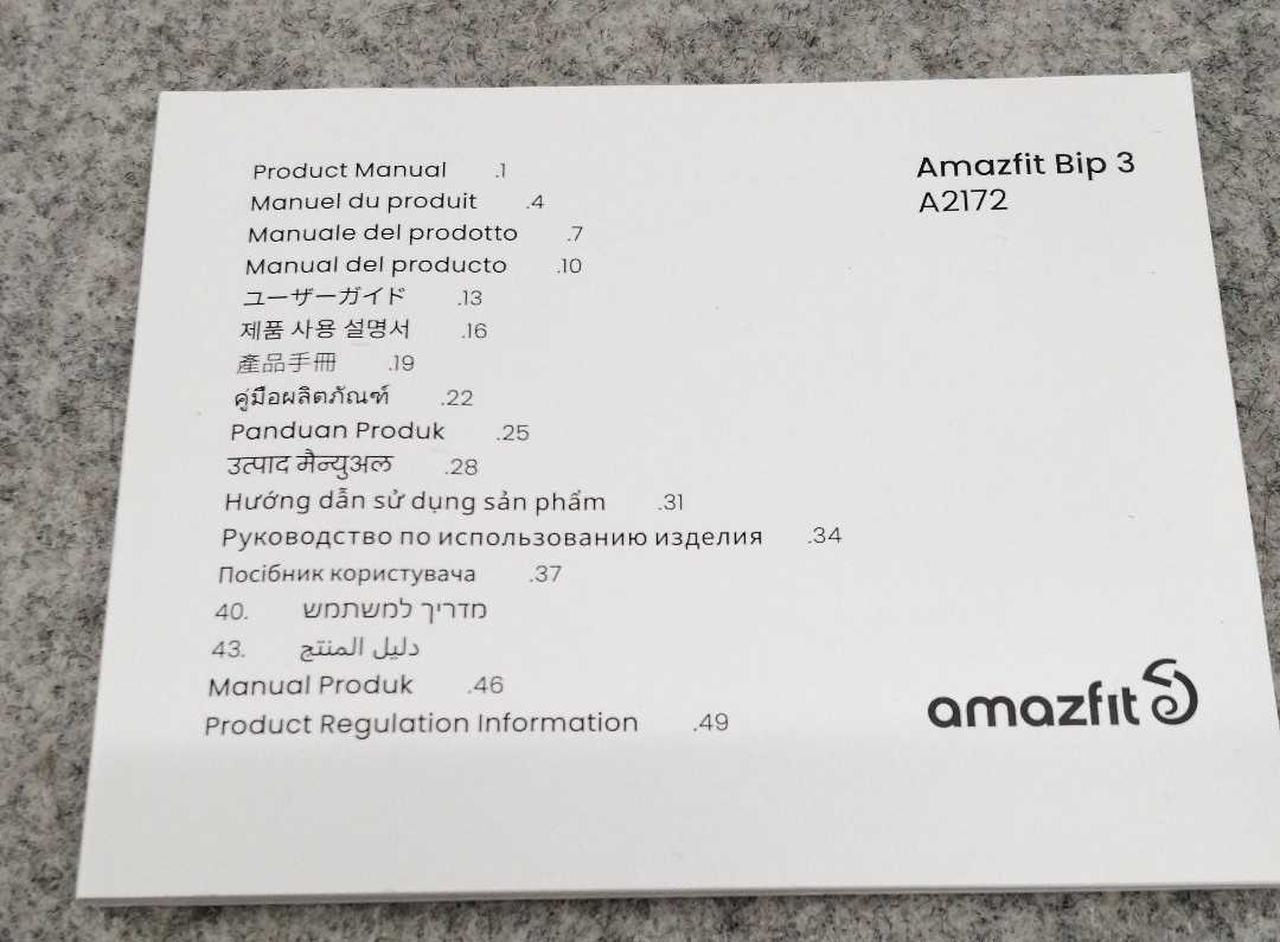 Product Manual .1
Manuel du produit .4
Manuale del prodotto .7
Manual del producto .10
ユーザーガイド .13
제품 사용 설명서 .16
產品手冊 .19
คู่มือผลิตภัณฑ์ .22
Panduan Produk .25
उत्पाद मैन्युअल .28
Hướng dẫn sử dụng sản phẩm .31
Руководство по использованию изделия .34
Посібник користувача .37
40. מדריך למשתמש
43. دليل المنتج
Manual Produk .46
Product Regulation Information .49
Amazfit Bip 3
A2172
amazfit